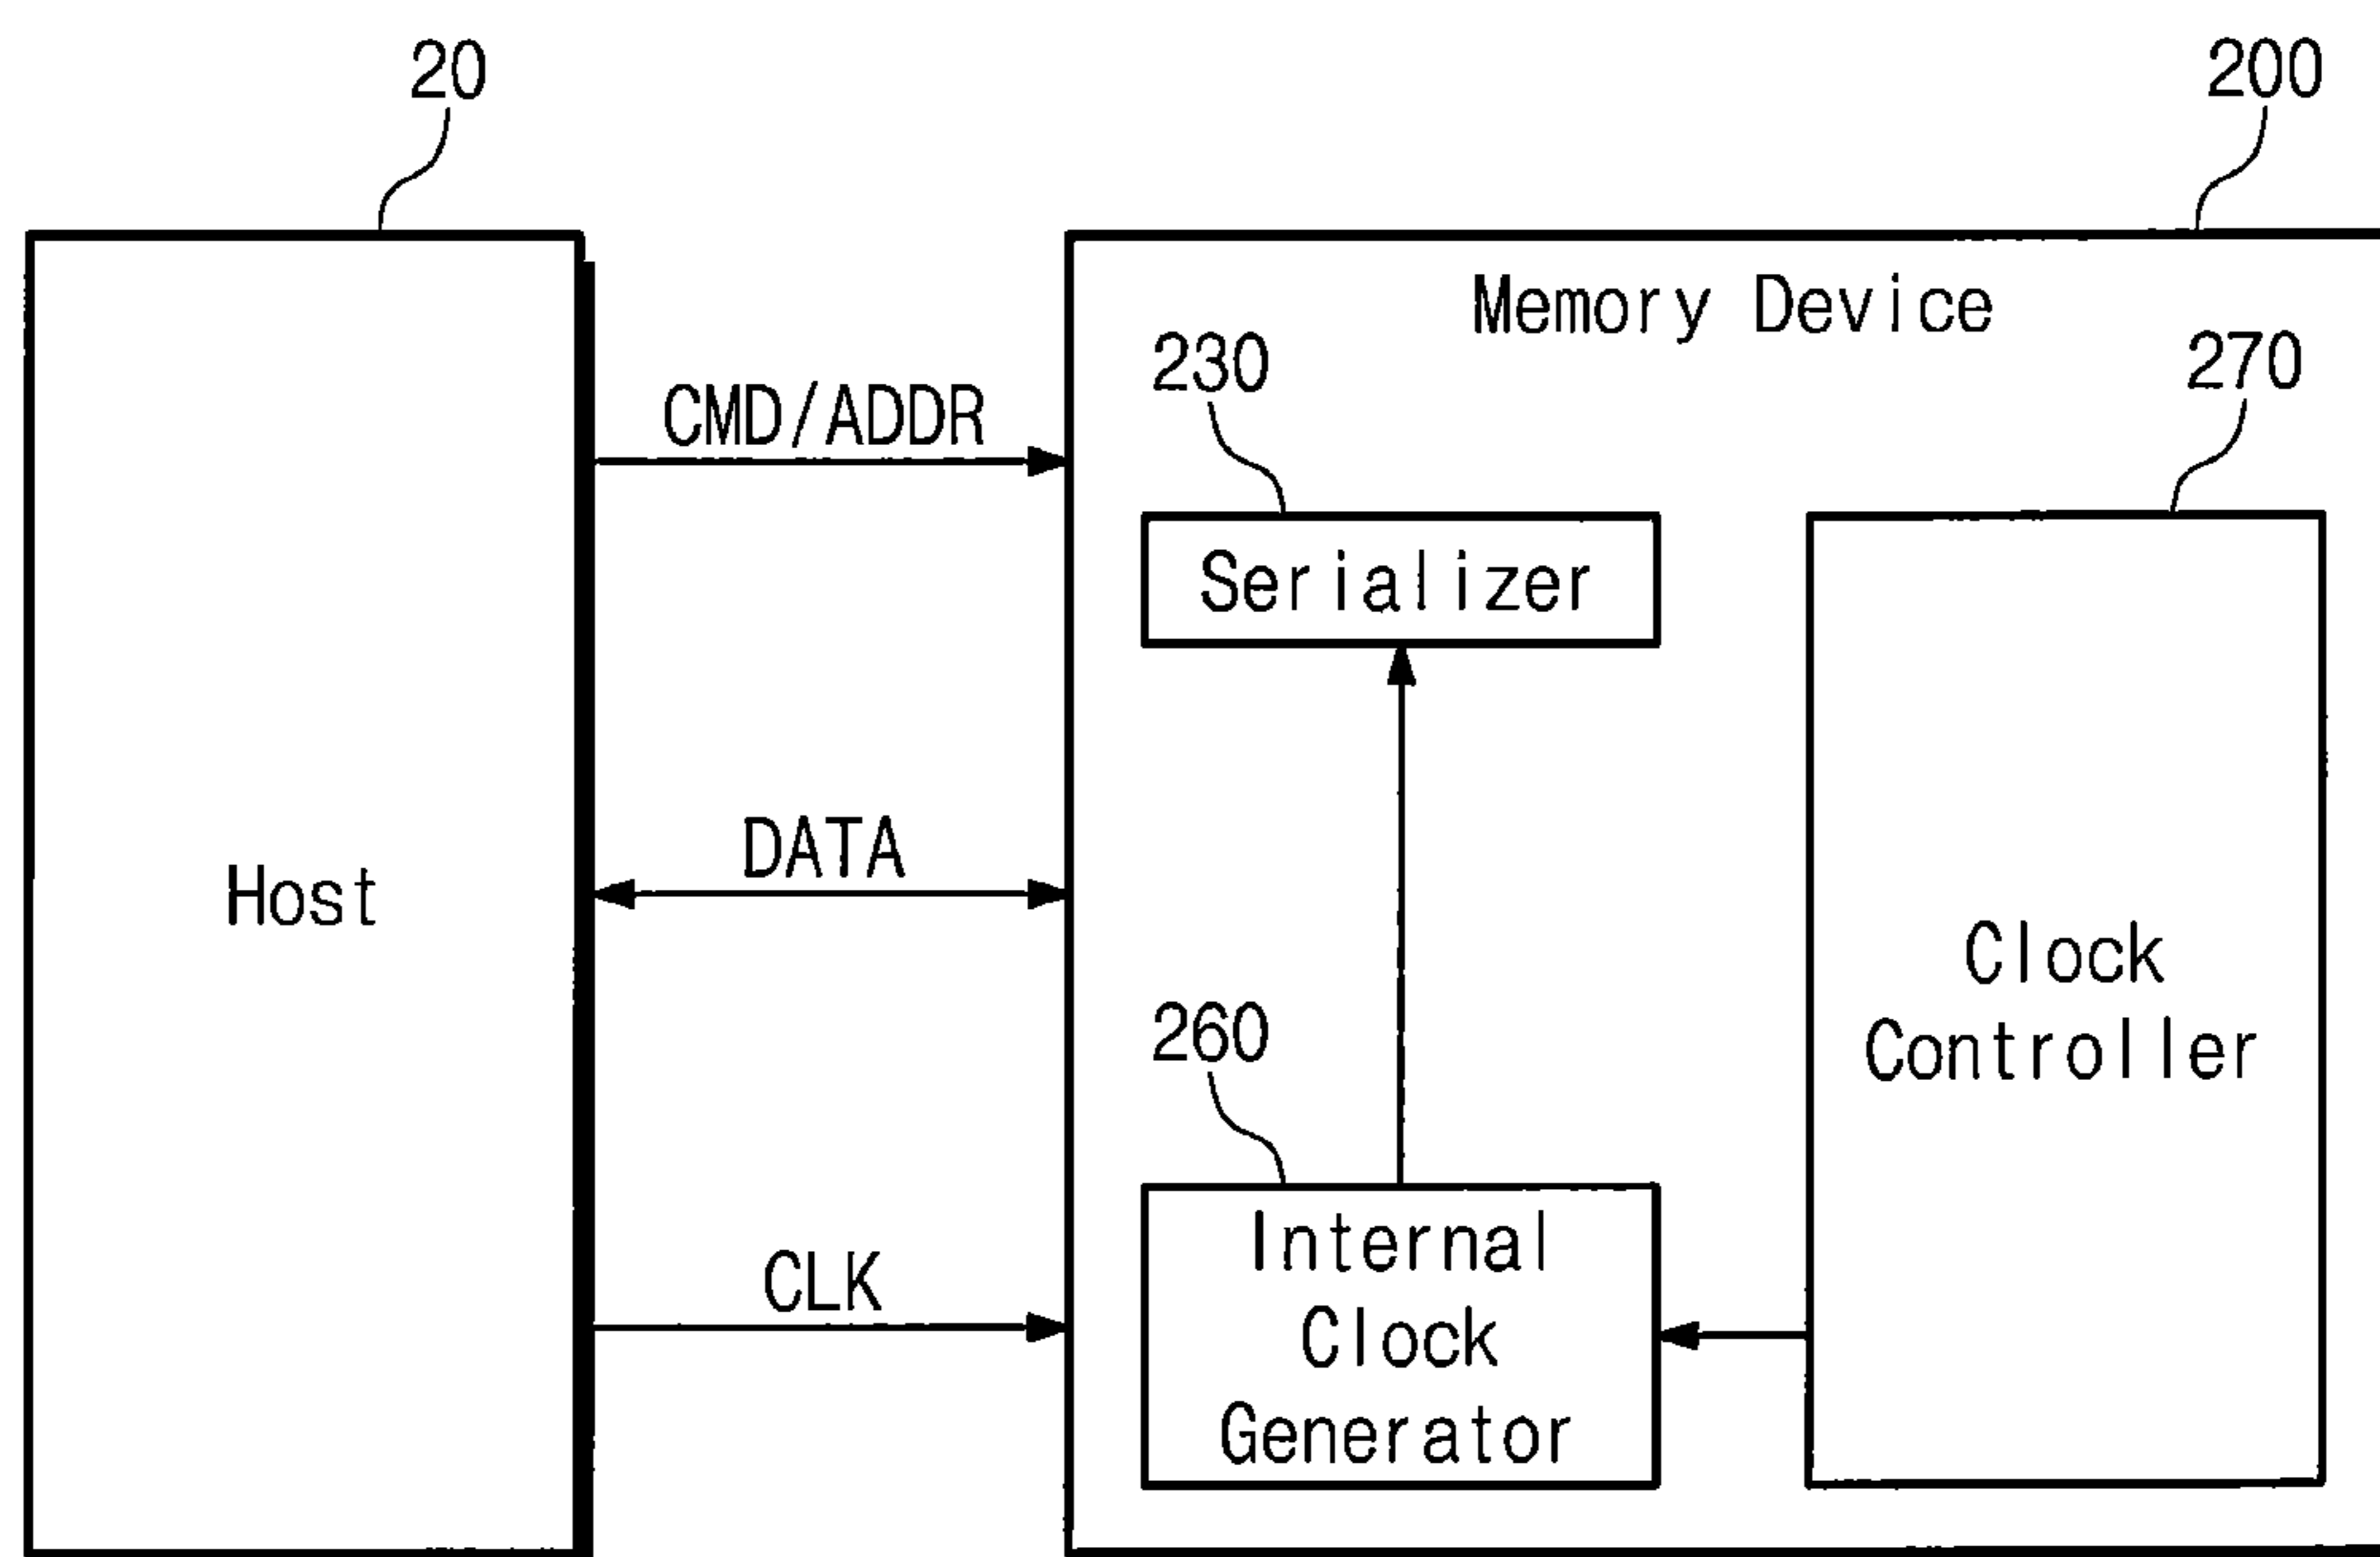 20
200
Memory Device
230
270
CMD/ADDR
Serializer
DATA
Host
Clock
Controller
260
Internal
Clock
Generator
CLK